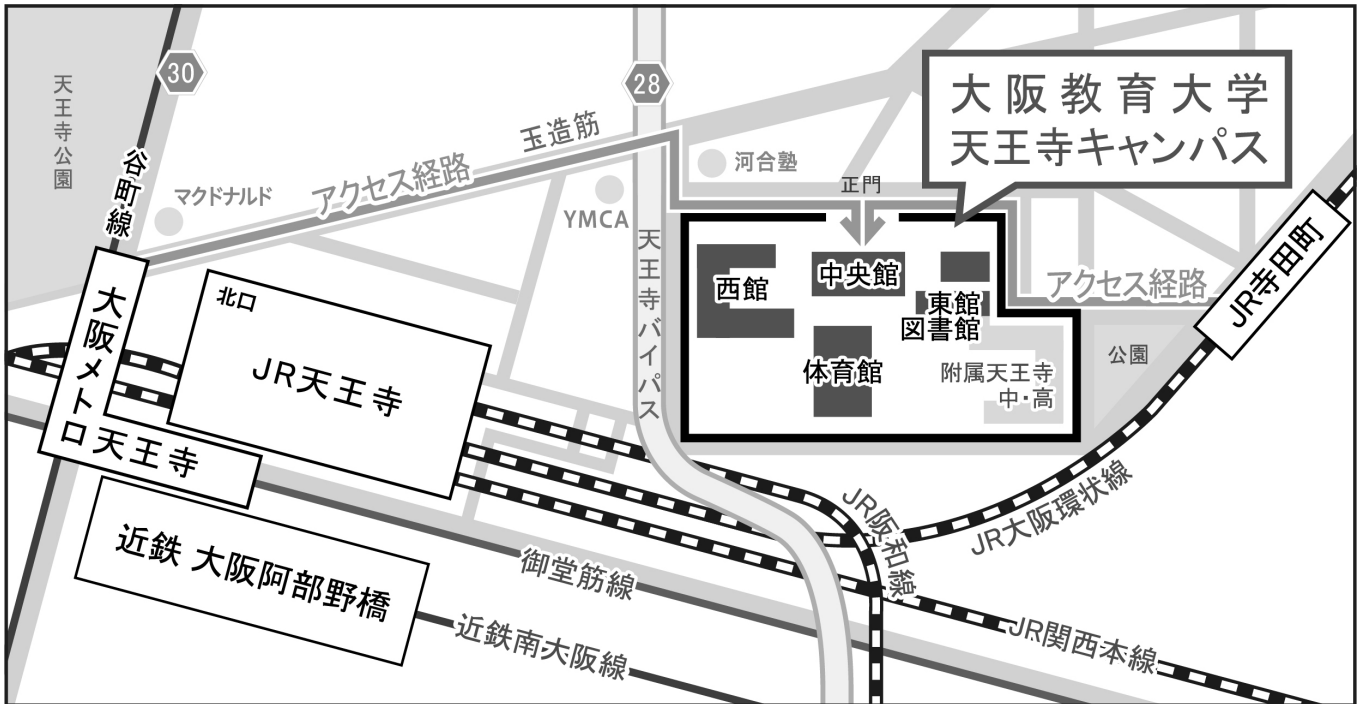 30
28
大阪教育大学
天王寺キャンパス
天王寺公園
谷町線
玉造筋
アクセス経路
マクドナルド
YMCA
河合塾
正門
天王寺バイパス
西館
中央館
東館
図書館
体育館
附属天王寺
中・高
アクセス経路
公園
JR寺田町
大阪メトロ天王寺
北口
JR天王寺
近鉄 大阪阿部野橋
御堂筋線
近鉄南大阪線
JR阪和線
JR大阪環状線
JR関西本線